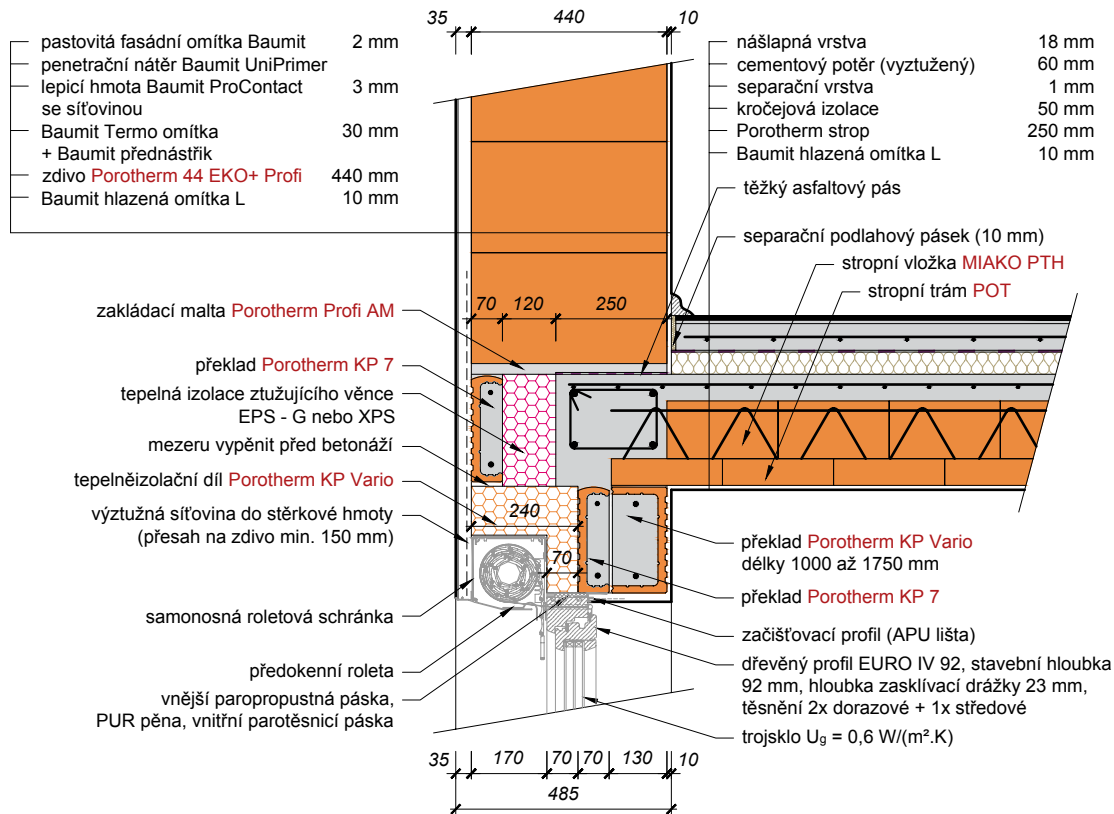 35 440 10
pastovitá fasádní omítka Baumit 2 mm
penetrační nátěr Baumit UniPrimer
lepicí hmota Baumit ProContact 3 mm
se síťovinou
Baumit Termo omítka 30 mm
+ Baumit přednástřik
zdivo Porotherm 44 EKO+ Profi 440 mm
Baumit hlazená omítka L 10 mm
nášlapná vrstva 18 mm
cementový potěr (vyztužený) 60 mm
separační vrstva 1 mm
kročejová izolace 50 mm
Porotherm strop 250 mm
Baumit hlazená omítka L 10 mm
těžký asfaltový pás
separační podlahový pásek (10 mm)
stropní vložka MIAKO PTH
stropní trám POT
70 120 250
zakládací malta Porotherm Profi AM
překlad Porotherm KP 7
tepelná izolace ztužujícího věnce
EPS - G nebo XPS
mezeru vypěnit před betonáží
tepelněizolační díl Porotherm KP Vario
výztužná síťovina do stěrkové hmoty
(přesah na zdivo min. 150 mm)
240
70
samonosná roletová schránka
předokenní roleta
vnější paropropustná páska,
PUR pěna, vnitřní parotěsnicí páska
překlad Porotherm KP Vario
délky 1000 až 1750 mm
překlad Porotherm KP 7
začišťovací profil (APU lišta)
dřevěný profil EURO IV 92, stavební hloubka
92 mm, hloubka zasklívací drážky 23 mm,
těsnění 2x dorazové + 1x středové
trojsklo Ug = 0,6 W/(m².K)
35 170 70 70 130 10
485